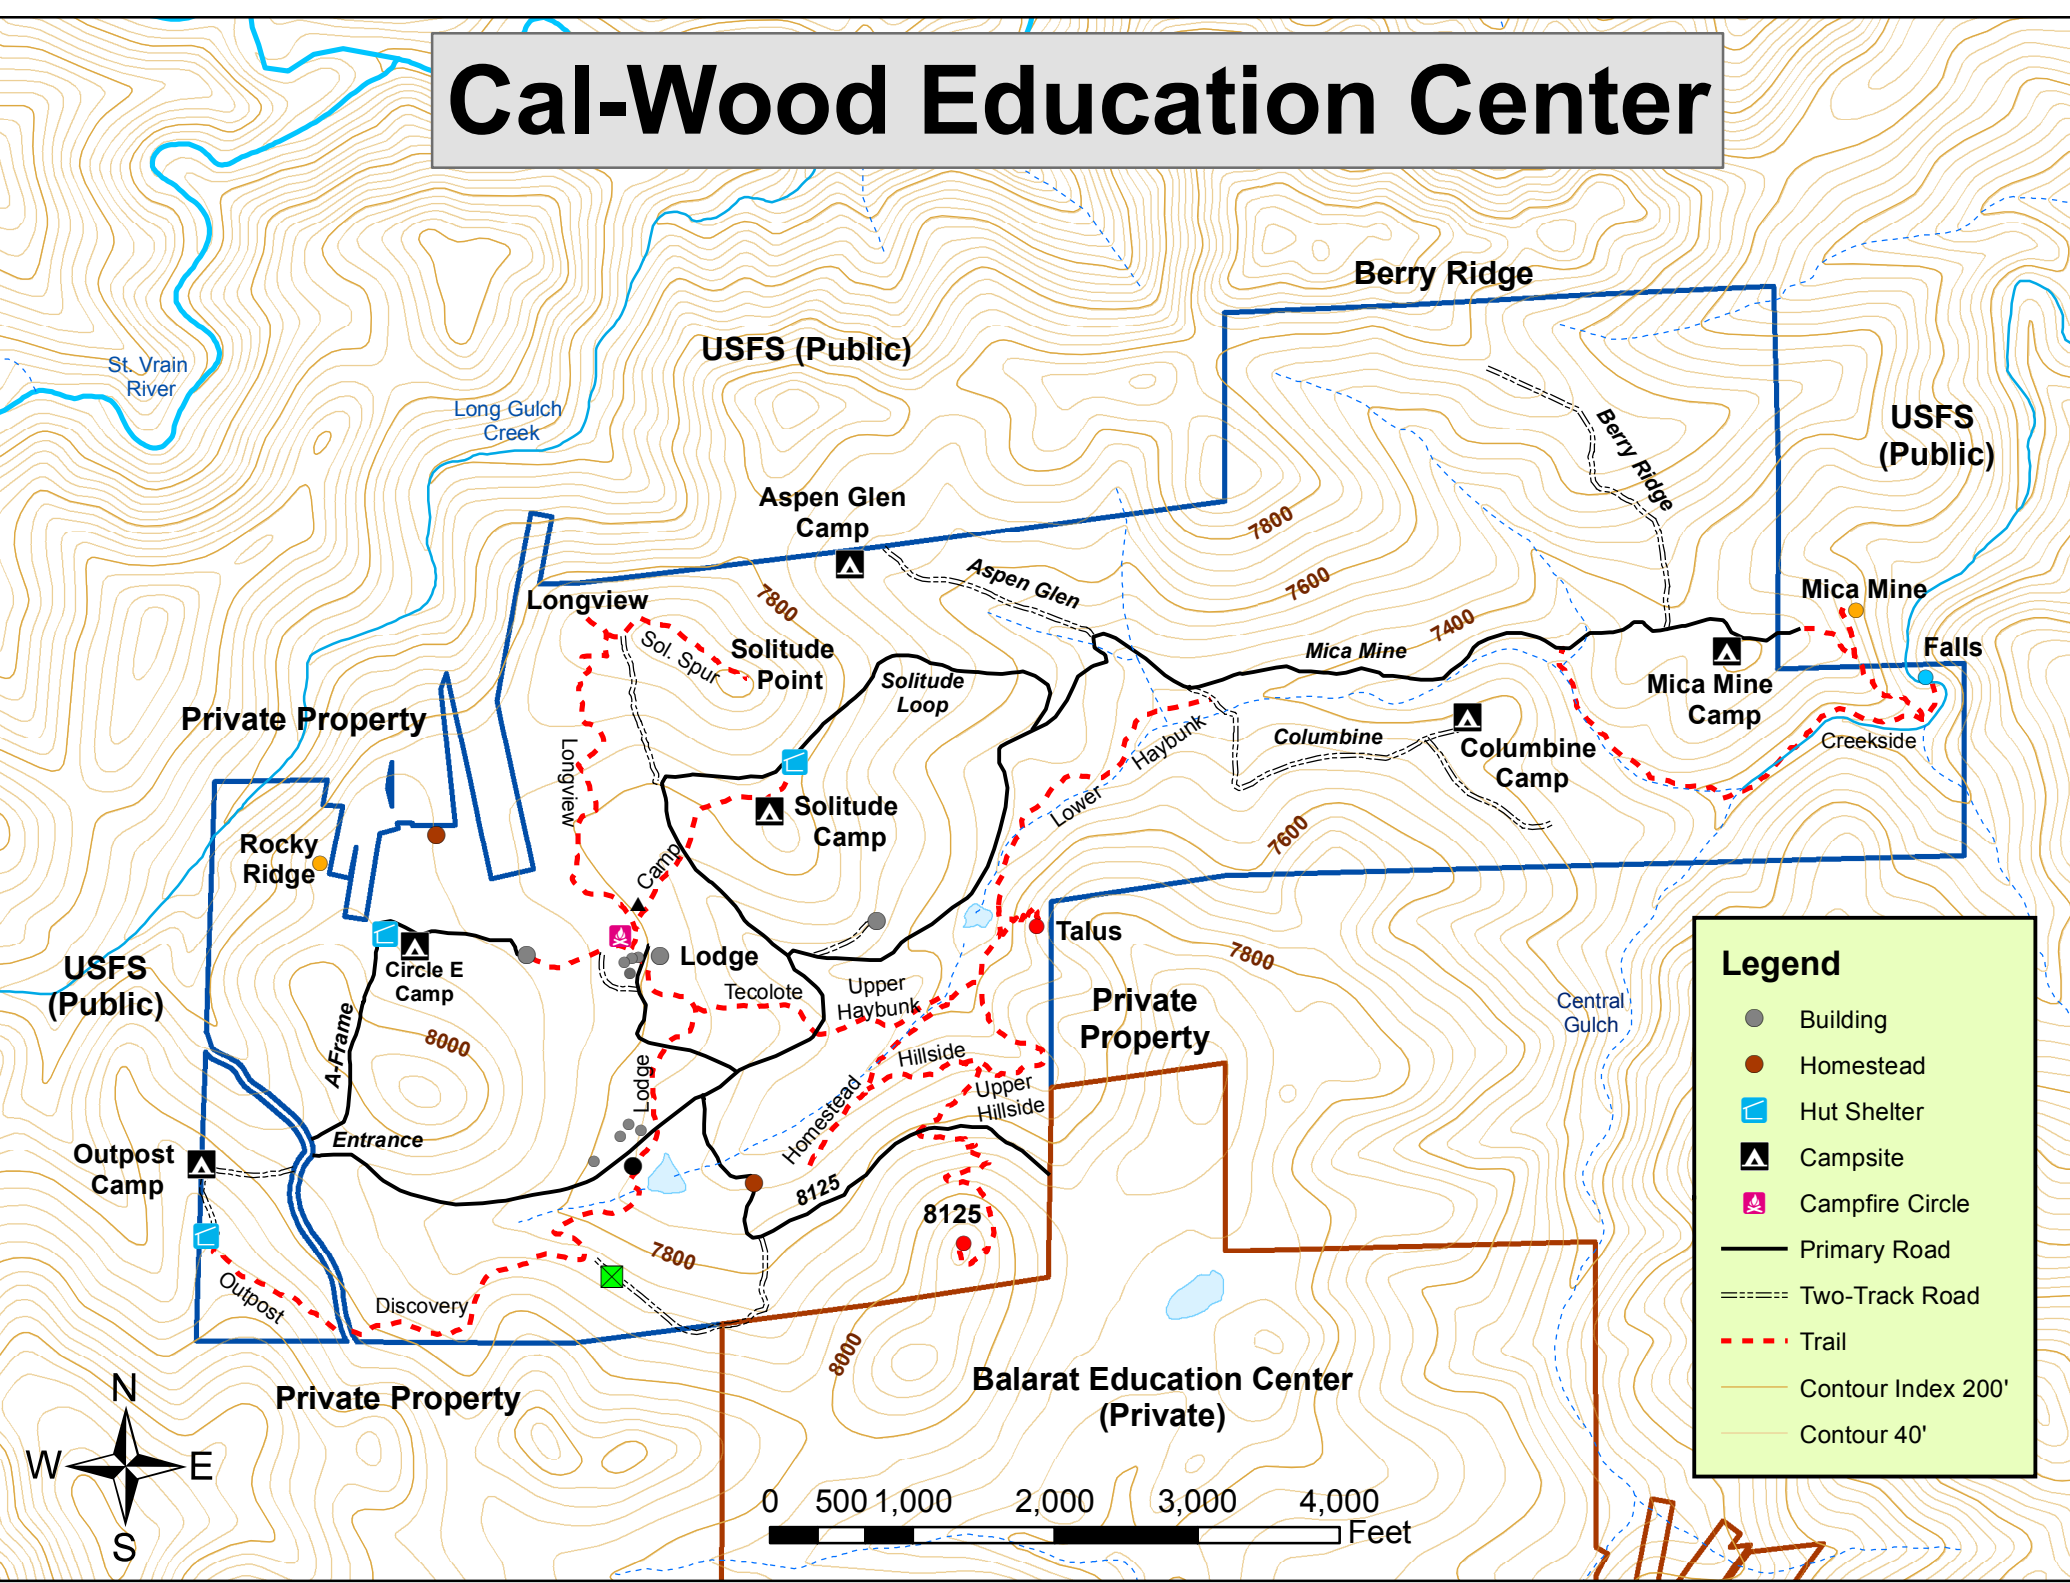 Cal-Wood Education Center
Berry Ridge
USFS (Public)
St. Vrain
River
Long Gulch
Creek
USFS
(Public)
Berry Ridge
Aspen Glen
Camp
7800
Aspen Glen
7600
7800
Longview
Mica Mine
7400
Sol. Spur
Solitude
Point
Mica Mine
Falls
Solitude
Loop
Mica Mine
Camp
Private Property
Longview
Haybunk
Columbine
Columbine
Camp
Creekside
Lower
Solitude
Camp
7600
Rocky
Ridge
Camp
Talus
7800
Lodge
USFS
(Public)
Circle E
Camp
Tecolote
Upper
Haybunk
Private
Property
Central
Gulch
A-Frame
8000
Hillside
Lodge
Upper
Hillside
Homestead
Entrance
Outpost
Camp
8125
8125
7800
Outpost
Discovery
8000
Balarat Education Center
(Private)
Private Property
N
W
E
S
0 500 1,000 2,000 3,000 4,000
Feet
Legend
Building
Homestead
Hut Shelter
Campsite
Campfire Circle
Primary Road
Two-Track Road
Trail
Contour Index 200'
Contour 40'